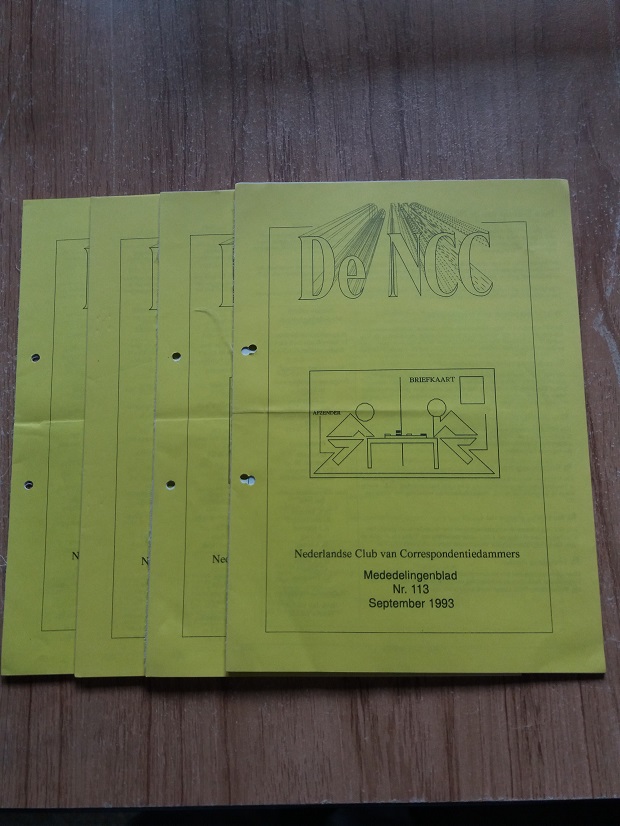 De NCC
BRIEFKAART
AFZENDER
Nederlandse Club van Correspondentiedammers
Mededelingenblad
Nr. 113
September 1993